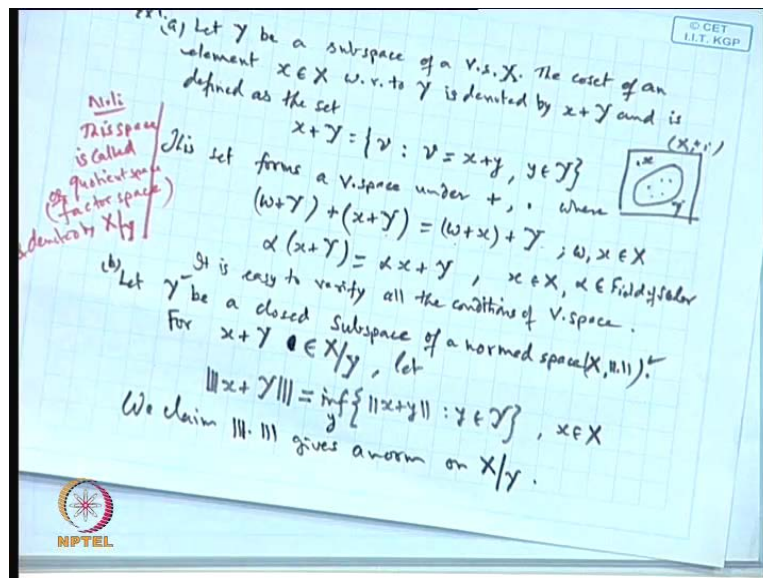 (a) Let Y be a subspace of a V.S. X. The coset of an
element x ∈ X w.r.to Y is denoted by x+Y and is
defined as the set
x+Y = {v : v = x+y, y ∈ Y}
This set forms a V.space under +, . where
(w+Y) + (x+Y) = (w+x) + Y ; w, x ∈ X
α (x+Y) = αx + Y , x ∈ X, α ∈ Field of scalar
It is easy to verify all the conditions of V.space.
(b) Let Y be a closed subspace of a normed space (X, ||.||).
For x+Y ∈ X/Y, let
|||x+Y||| = inf_y {||x+y|| : y ∈ Y} , x ∈ X
We claim |||.||| gives a norm on X/Y.
Note:
This space
is called
quotient space
(factor space)
denoted by X/Y
(X,+,.)
.x
Y
© CET
I.I.T. KGP
NPTEL